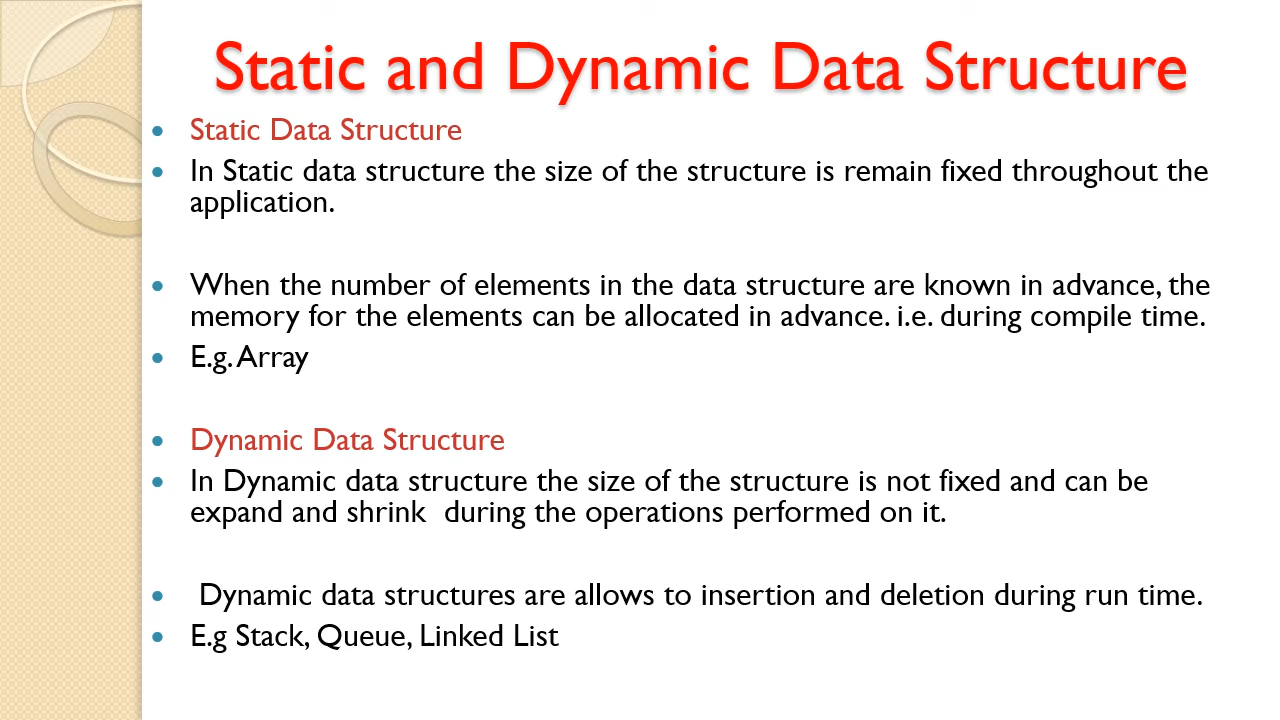 Static and Dynamic Data Structure
• Static Data Structure
• In Static data structure the size of the structure is remain fixed throughout the
application.
• When the number of elements in the data structure are known in advance, the
memory for the elements can be allocated in advance. i.e. during compile time.
• E.g. Array
• Dynamic Data Structure
• In Dynamic data structure the size of the structure is not fixed and can be
expand and shrink  during the operations performed on it.
• Dynamic data structures are allows to insertion and deletion during run time.
• E.g Stack, Queue, Linked List